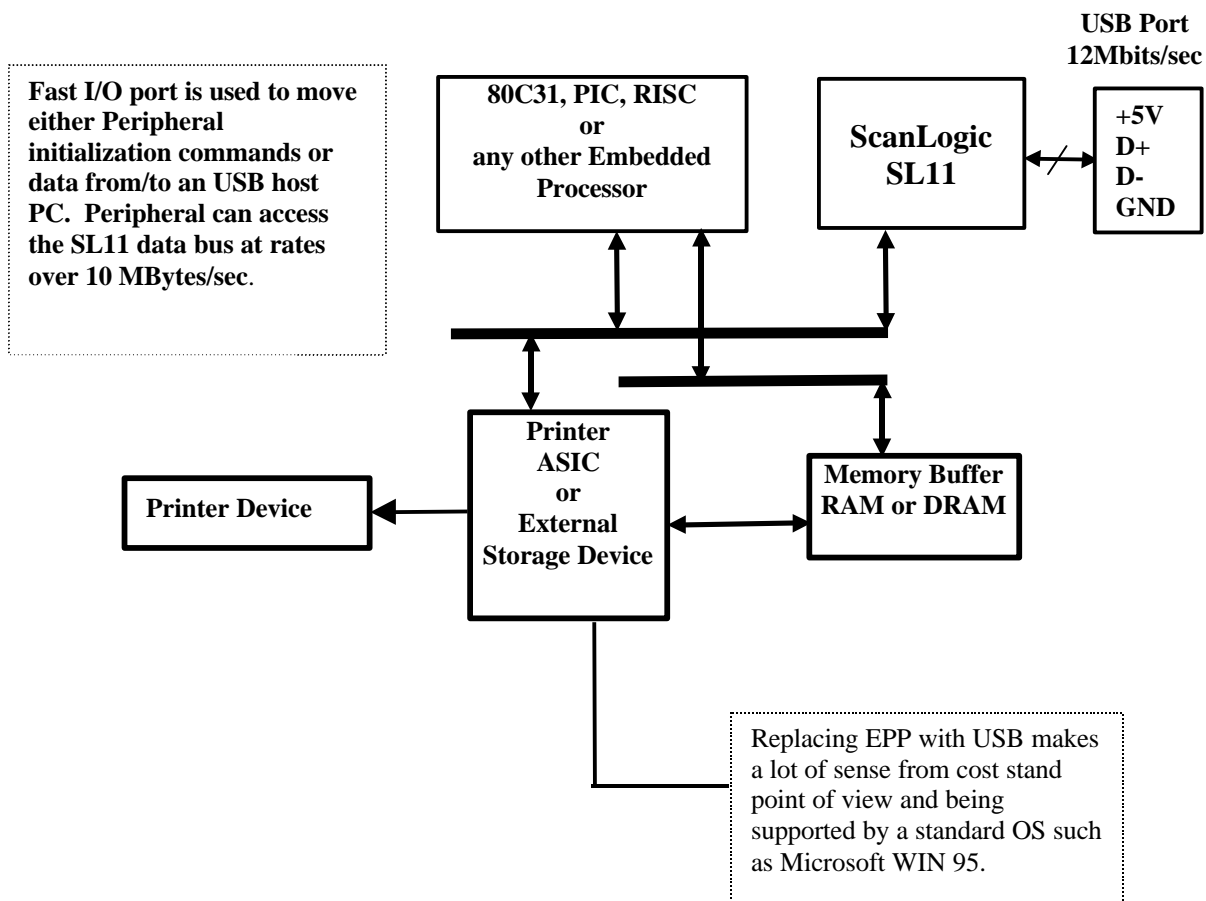 USB Port
12Mbits/sec
Fast I/O port is used to move
either Peripheral
initialization commands or
data from/to an USB host
PC.  Peripheral can access
the SL11 data bus at rates
over 10 MBytes/sec.
80C31, PIC, RISC
or
any other Embedded
Processor
ScanLogic
SL11
+5V
D+
D-
GND
Printer
ASIC
or
External
Storage Device
Memory Buffer
RAM or DRAM
Printer Device
Replacing EPP with USB makes
a lot of sense from cost stand
point of view and being
supported by a standard OS such
as Microsoft WIN 95.